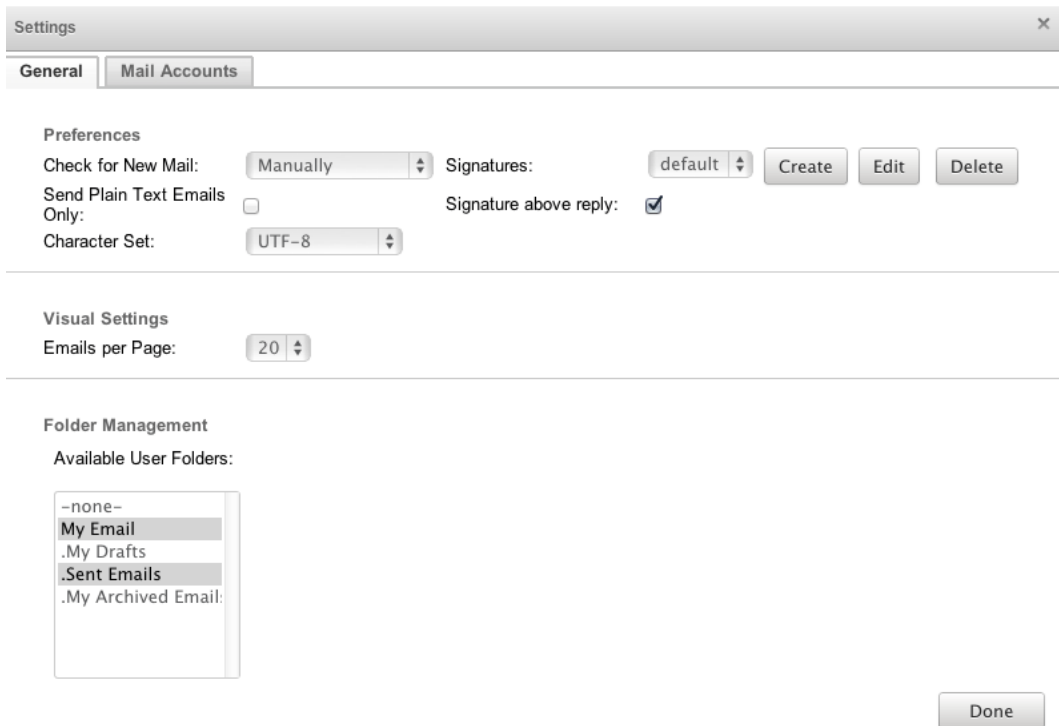 Settings ×
General Mail Accounts
Preferences
Check for New Mail: Manually Signatures: default Create Edit Delete
Send Plain Text Emails
Only: Signature above reply:
Character Set: UTF-8
Visual Settings
Emails per Page: 20
Folder Management
Available User Folders:
-none-
My Email
.My Drafts
.Sent Emails
.My Archived Email
Done